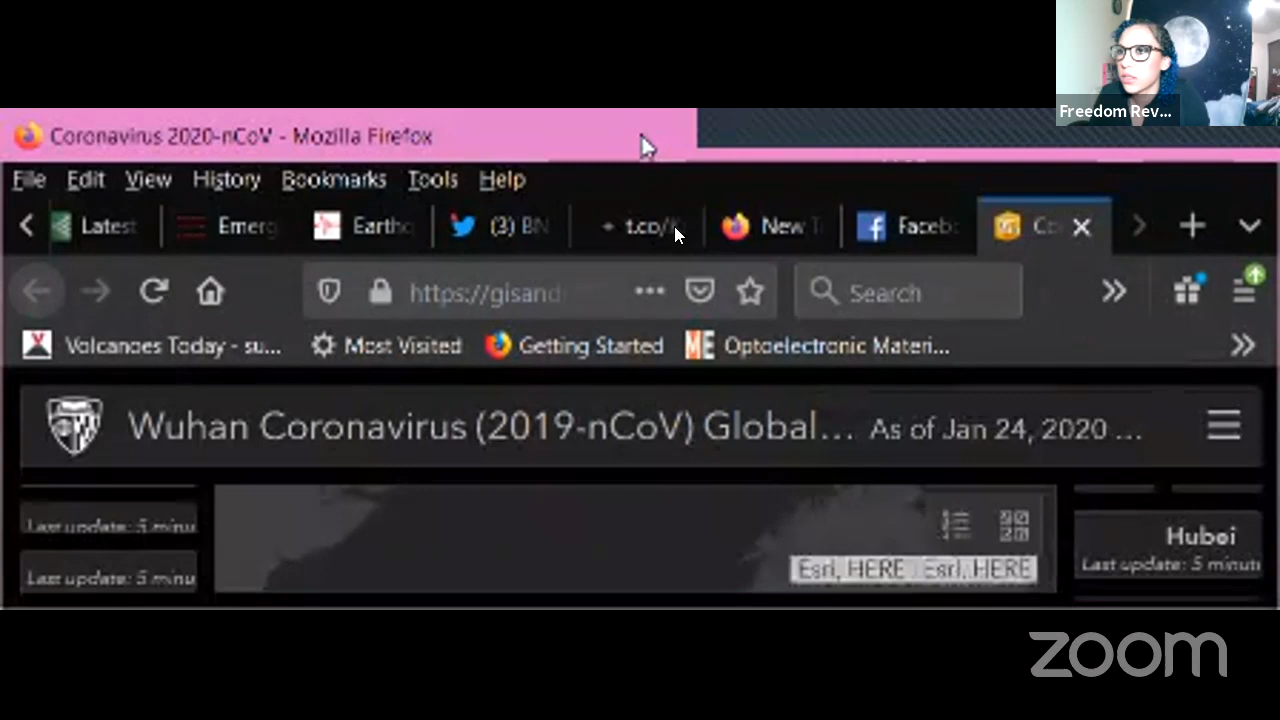 Freedom Rev...
Coronavirus 2020-nCoV - Mozilla Firefox
File Edit View History Bookmarks Tools Help
Latest Emerg Earthq (3) BN t.co/ New T Facebo Co
https://gisand ... Search
Volcanoes Today - su... Most Visited Getting Started Optoelectronic Materi...
Wuhan Coronavirus (2019-nCoV) Global... As of Jan 24, 2020 ...
Last update: 5 minu
Hubei
Last update: 5 minu
Last update: 5 minut
Esri, HERE Esri, HERE
zoom